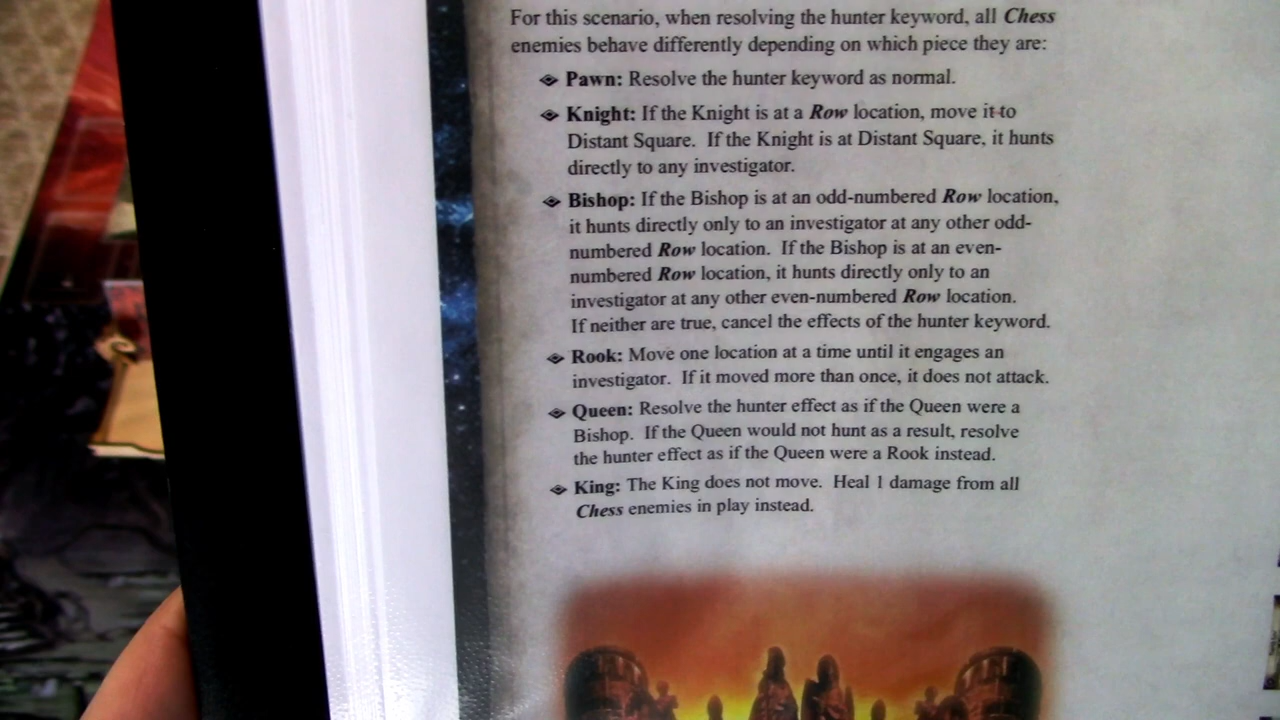 For this scenario, when resolving the hunter keyword, all Chess
enemies behave differently depending on which piece they are:
Pawn: Resolve the hunter keyword as normal.
Knight: If the Knight is at a Row location, move it to
Distant Square. If the Knight is at Distant Square, it hunts
directly to any investigator.
Bishop: If the Bishop is at an odd-numbered Row location,
it hunts directly only to an investigator at any other odd-
numbered Row location. If the Bishop is at an even-
numbered Row location, it hunts directly only to an
investigator at any other even-numbered Row location.
If neither are true, cancel the effects of the hunter keyword.
Rook: Move one location at a time until it engages an
investigator. If it moved more than once, it does not attack.
Queen: Resolve the hunter effect as if the Queen were a
Bishop. If the Queen would not hunt as a result, resolve
the hunter effect as if the Queen were a Rook instead.
King: The King does not move. Heal 1 damage from all
Chess enemies in play instead.